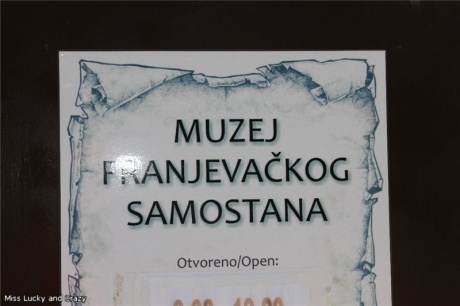 MUZEJ
FRANJEVAČKOG
SAMOSTANA
Otvoreno/Open:
Miss Lucky and Crazy